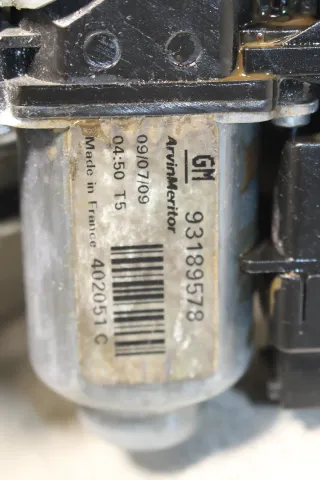 GM 93189578
ArvinMeritor
09/07/09
04:50 T5
Made in France 402051 C